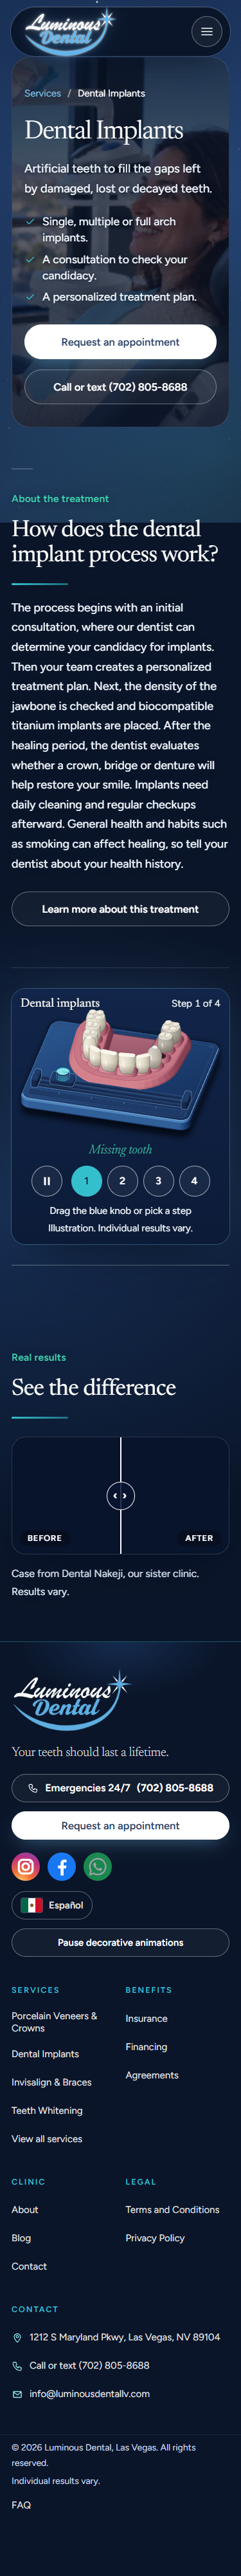 Luminous
Dental
Services / Dental Implants
Dental Implants
Artificial teeth to fill the gaps left
by damaged, lost or decayed teeth.
Single, multiple or full arch
implants.
A consultation to check your
candidacy.
A personalized treatment plan.
Request an appointment
Call or text (702) 805-8688
About the treatment
How does the dental
implant process work?
The process begins with an initial
consultation, where our dentist can
determine your candidacy for implants.
Then your team creates a personalized
treatment plan. Next, the density of the
jawbone is checked and biocompatible
titanium implants are placed. After the
healing period, the dentist evaluates
whether a crown, bridge or denture will
help restore your smile. Implants need
daily cleaning and regular checkups
afterward. General health and habits such
as smoking can affect healing, so tell your
dentist about your health history.
Learn more about this treatment
Dental implants Step 1 of 4
Missing tooth
1 2 3 4
Drag the blue knob or pick a step
Illustration. Individual results vary.
Real results
See the difference
BEFORE AFTER
Case from Dental Nakeji, our sister clinic.
Results vary.
Luminous
Dental
Your teeth should last a lifetime.
Emergencies 24/7 (702) 805-8688
Request an appointment
Español
Pause decorative animations
SERVICES
Porcelain Veneers &
Crowns
Dental Implants
Invisalign & Braces
Teeth Whitening
View all services
BENEFITS
Insurance
Financing
Agreements
CLINIC
About
Blog
Contact
LEGAL
Terms and Conditions
Privacy Policy
CONTACT
1212 S Maryland Pkwy, Las Vegas, NV 89104
Call or text (702) 805-8688
info@luminousdentallv.com
© 2026 Luminous Dental, Las Vegas. All rights
reserved.
Individual results vary.
FAQ